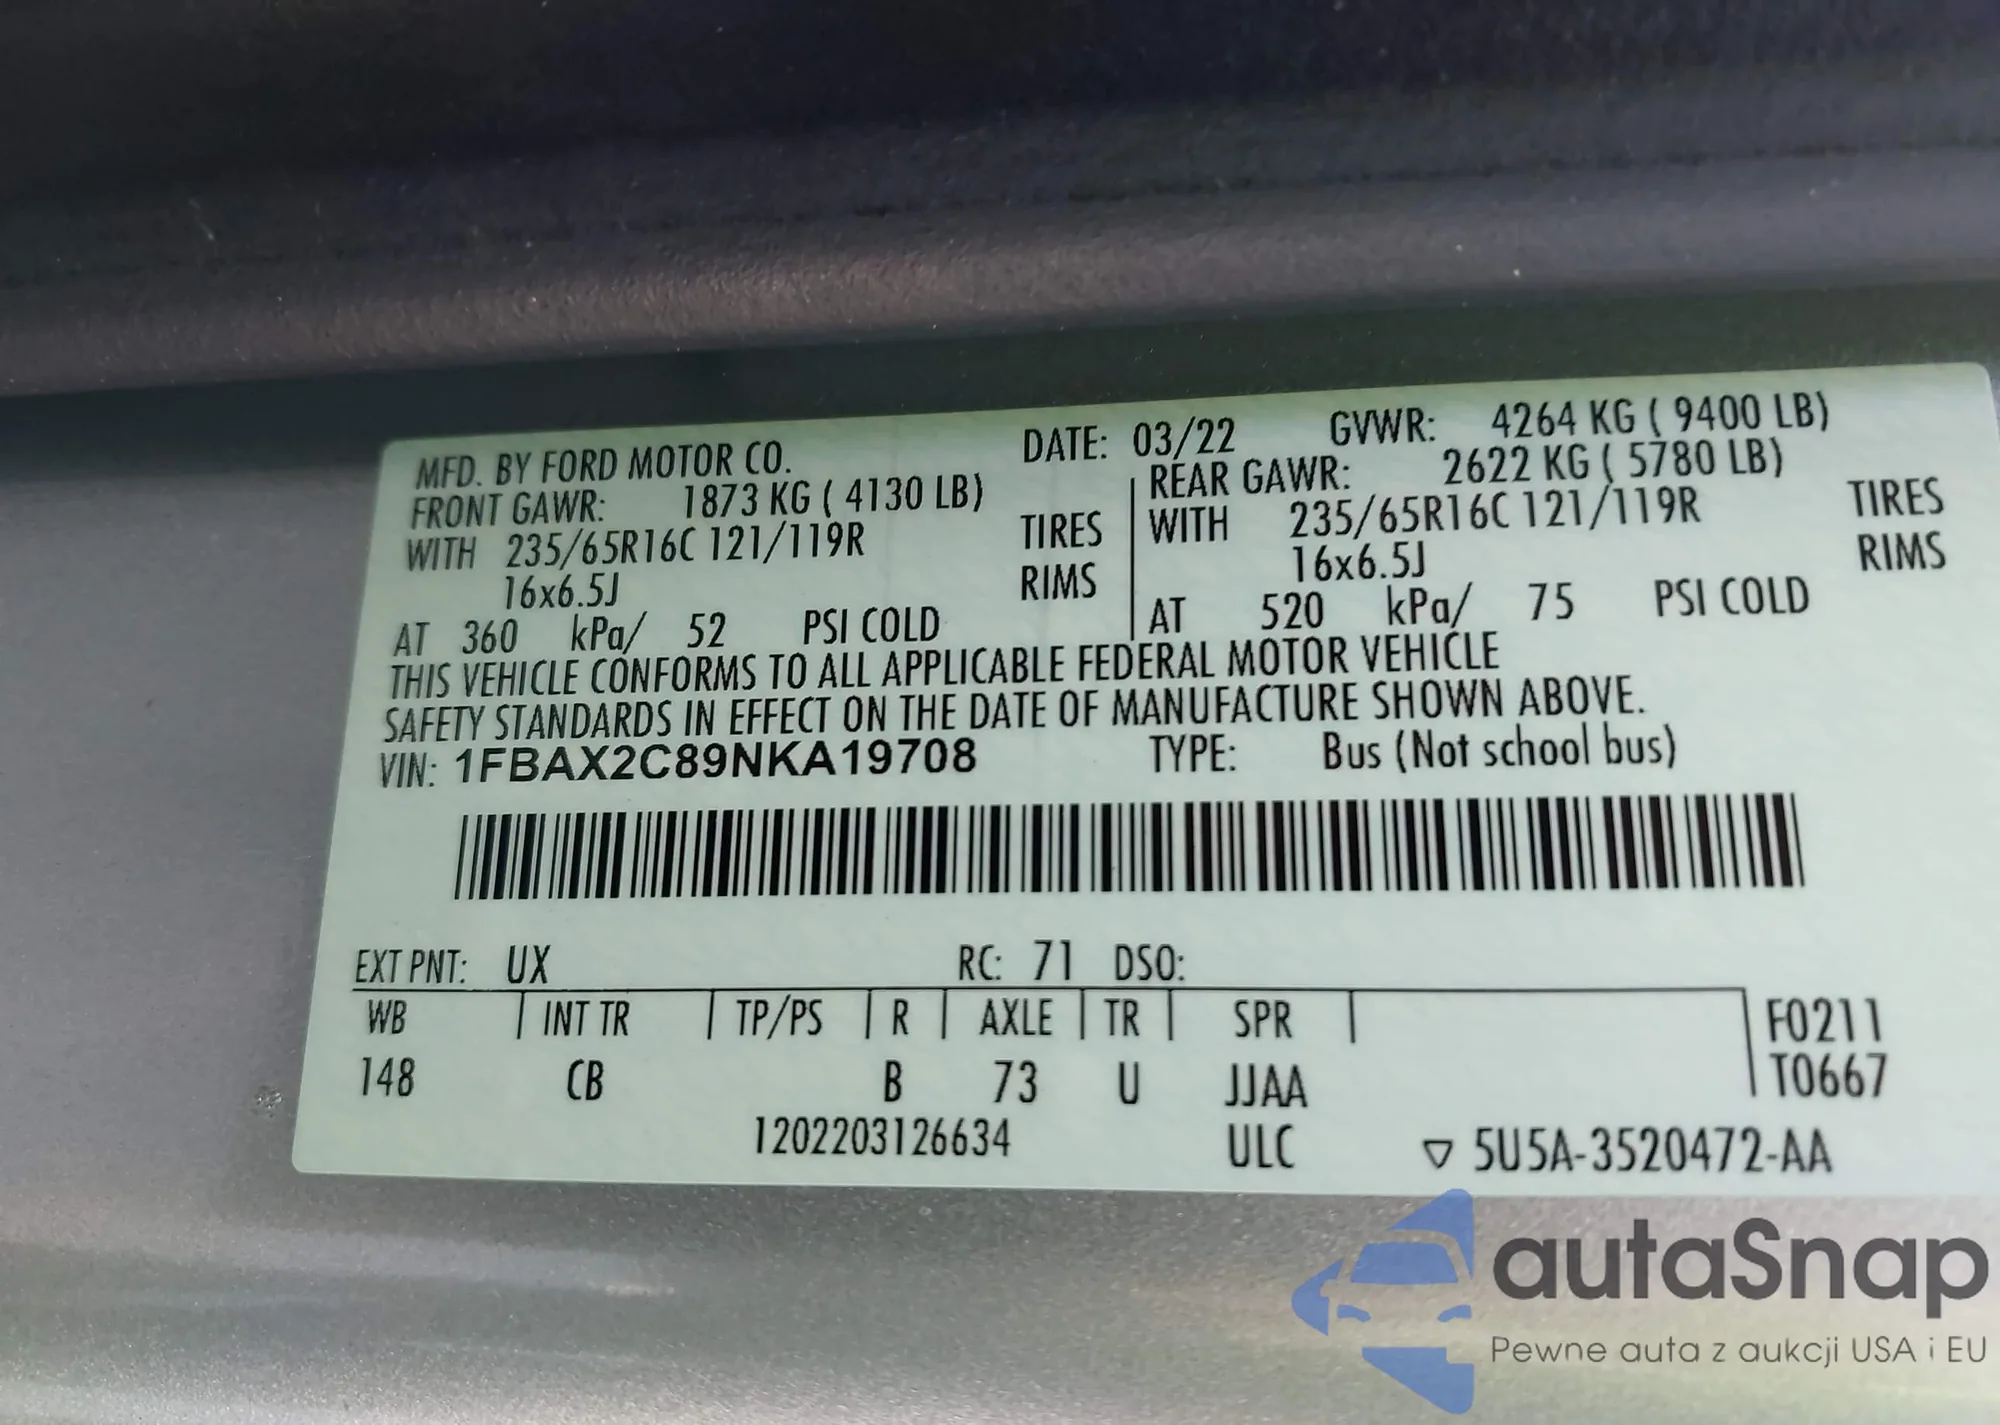 MFD. BY FORD MOTOR CO. DATE: 03/22 GVWR: 4264 KG ( 9400 LB)
FRONT GAWR: 1873 KG ( 4130 LB) REAR GAWR: 2622 KG ( 5780 LB)
WITH 235/65R16C 121/119R TIRES WITH 235/65R16C 121/119R TIRES
16x6.5J RIMS 16x6.5J RIMS
AT 360 kPa/ 52 PSI COLD AT 520 kPa/ 75 PSI COLD
THIS VEHICLE CONFORMS TO ALL APPLICABLE FEDERAL MOTOR VEHICLE
SAFETY STANDARDS IN EFFECT ON THE DATE OF MANUFACTURE SHOWN ABOVE.
VIN: 1FBAX2C89NKA19708 TYPE: Bus (Not school bus)
EXT PNT: UX RC: 71 DSO:
WB INT TR TP/PS R AXLE TR SPR F0211
148 CB B 73 U JJAA T0667
1202203126634 ULC 5U5A-3520472-AA
autaSnap
Pewne auta z aukcji USA i EU